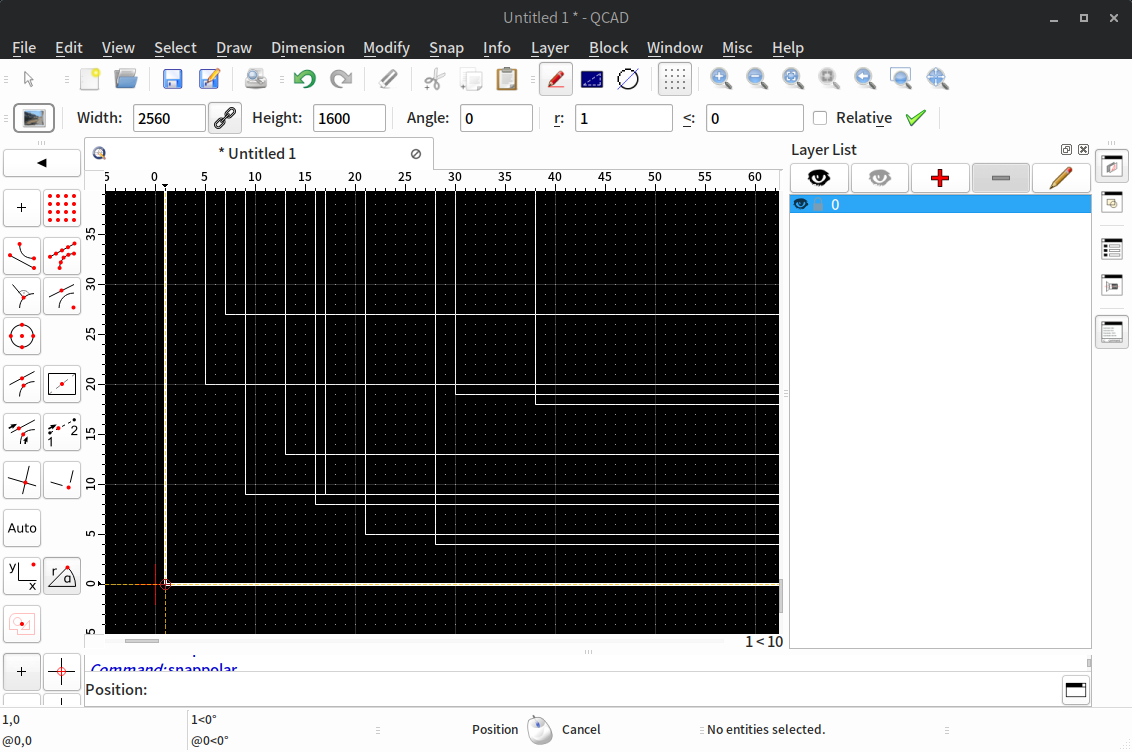 Untitled 1 * - QCAD
File Edit View Select Draw Dimension Modify Snap Info Layer Block Window Misc Help
Width: 2560 Height: 1600 Angle: 0 r: 1 <: 0 Relative
* Untitled 1
Layer List
5 0 5 10 15 20 25 30 35 40 45 50 55 60
0
35
30
25
20
15
10
5
0
5
1
2
Auto
y x r a
1 < 10
Command: snappolar
Position:
1,0
@0,0
1<0°
@0<0°
Position Cancel
No entities selected.